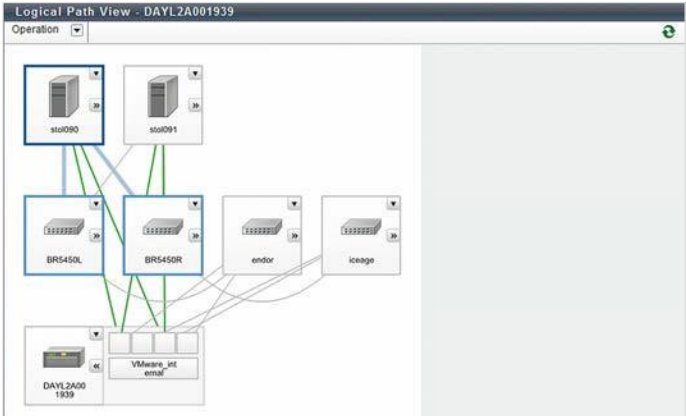 Logical Path View - DAYL2A001939
Operation
stol090
stol091
BR5450L
BR5450R
endor
iceage
DAYL2A00
1939
VMware_int
ernal